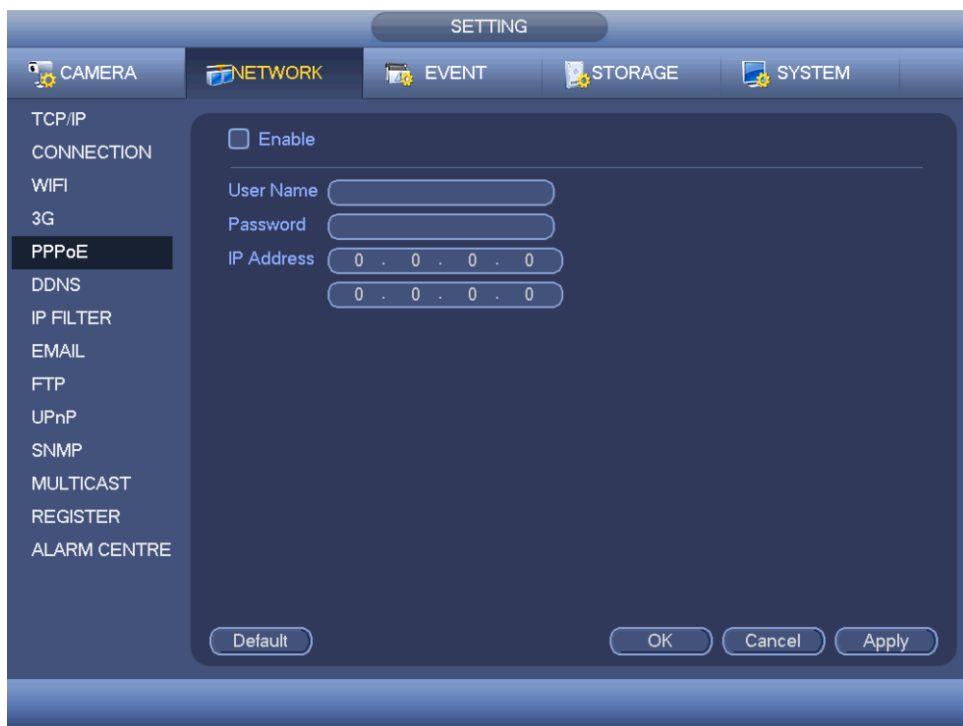 SETTING
CAMERA NETWORK EVENT STORAGE SYSTEM
TCP/IP
CONNECTION
WIFI
3G
PPPoE
DDNS
IP FILTER
EMAIL
FTP
UPnP
SNMP
MULTICAST
REGISTER
ALARM CENTRE
Enable
User Name
Password
IP Address 0 . 0 . 0 . 0
0 . 0 . 0 . 0
Default OK Cancel Apply